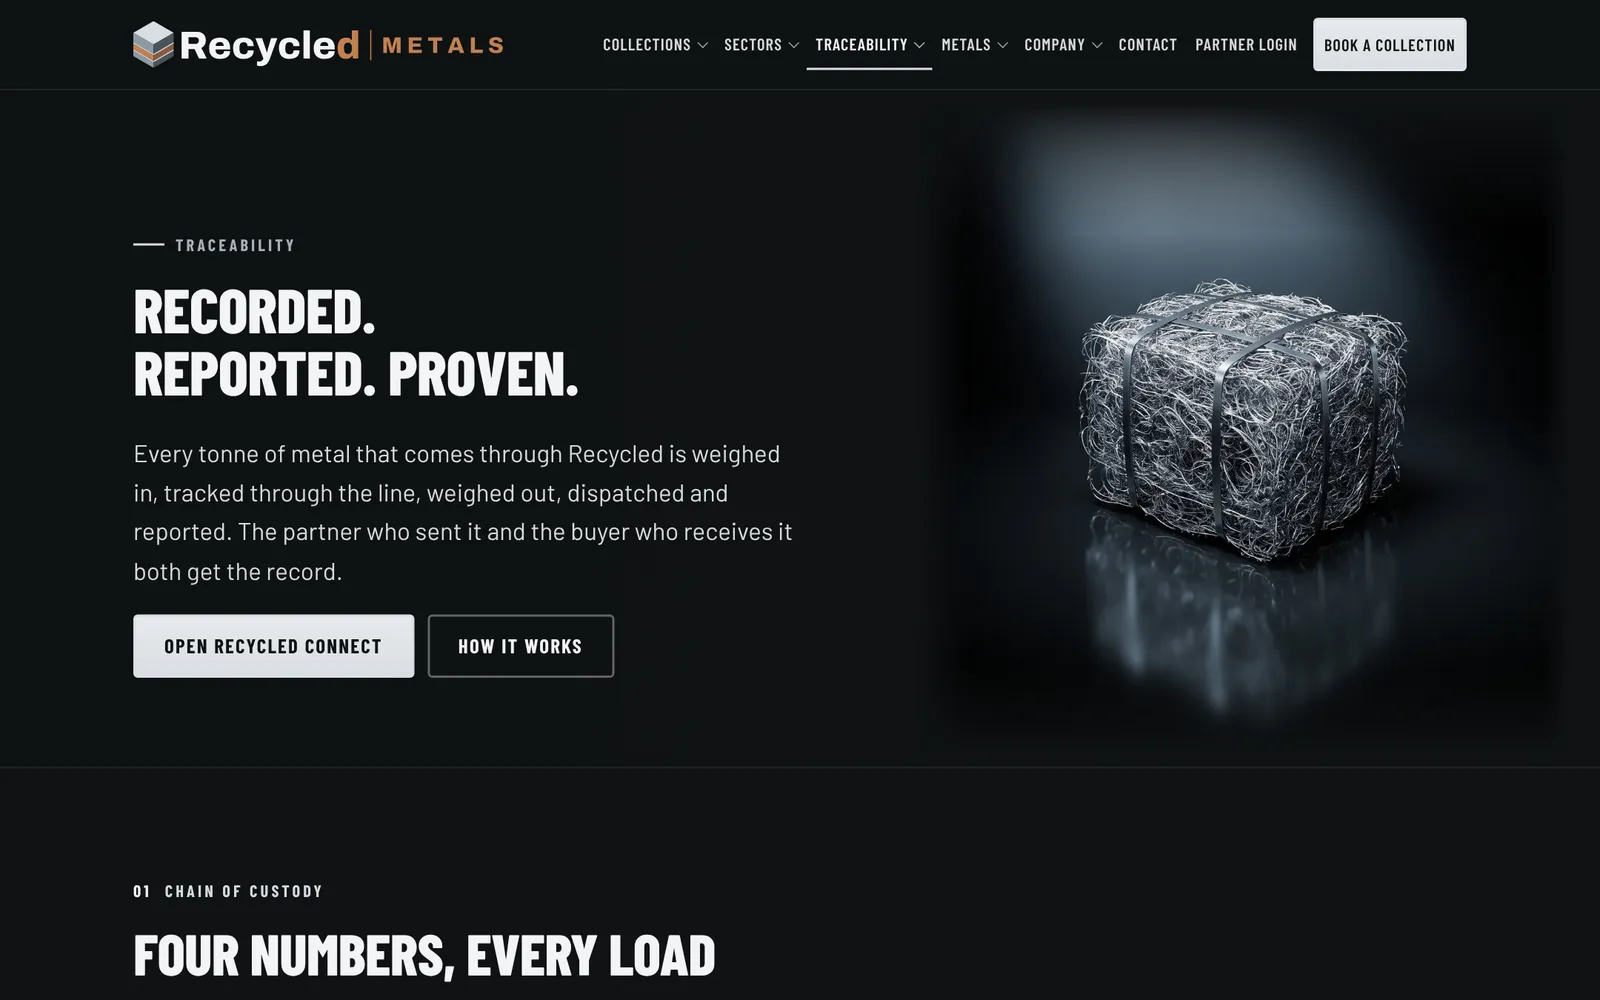 Recycled | METALS
COLLECTIONS SECTORS TRACEABILITY METALS COMPANY CONTACT PARTNER LOGIN BOOK A COLLECTION
TRACEABILITY
RECORDED.
REPORTED. PROVEN.
Every tonne of metal that comes through Recycled is weighed
in, tracked through the line, weighed out, dispatched and
reported. The partner who sent it and the buyer who receives it
both get the record.
OPEN RECYCLED CONNECT HOW IT WORKS
01 CHAIN OF CUSTODY
FOUR NUMBERS, EVERY LOAD